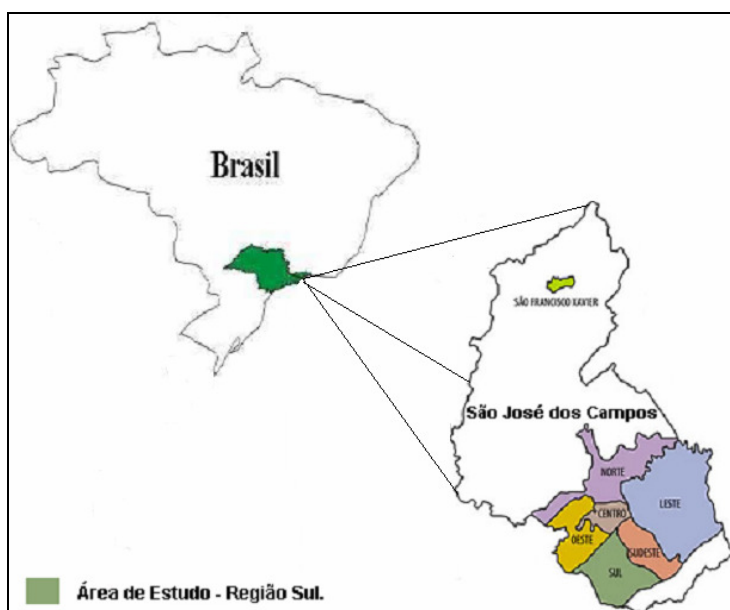 Brasil
SÃO FRANCISCO XAVIER
São José dos Campos
NORTE
LESTE
CENTRO
OESTE
SUDESTE
SUL
Área de Estudo - Região Sul.